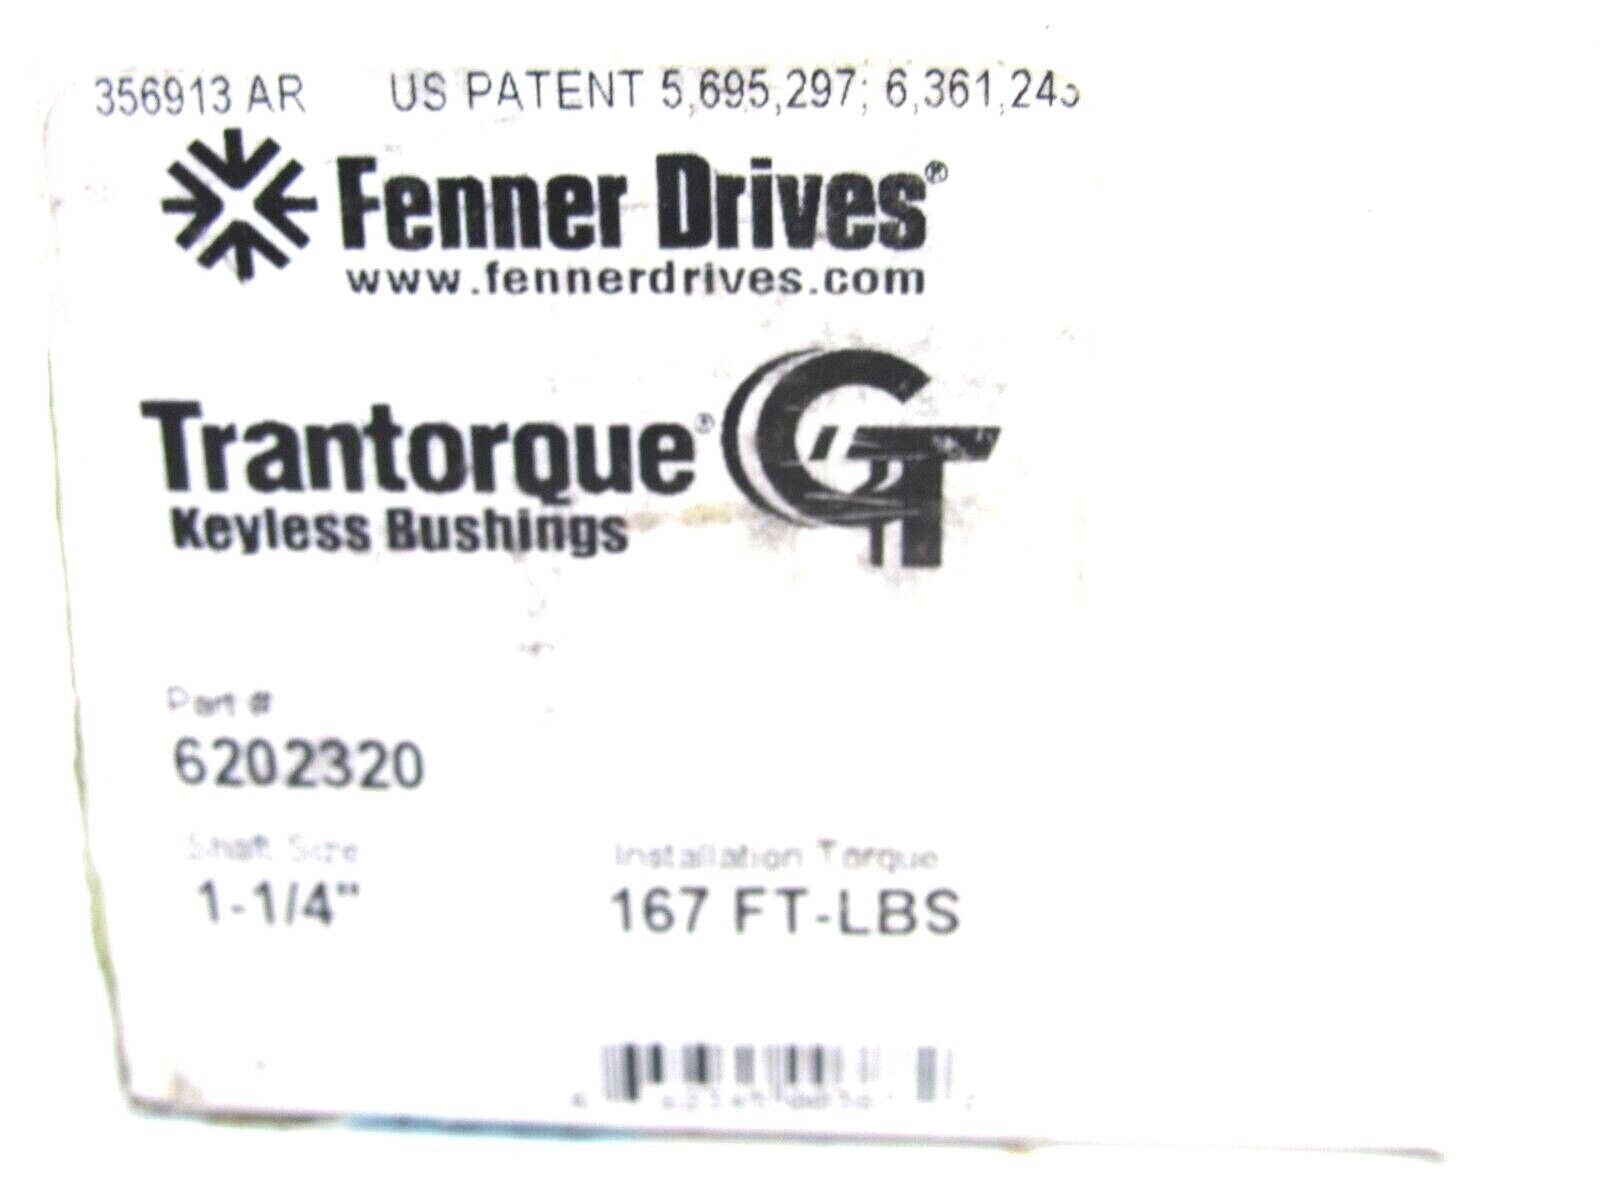 356913 AR US PATENT 5,695,297; 6,361,243
Fenner Drives®
www.fennerdrives.com
Trantorque® GT
Keyless Bushings
Part #
6202320
Shaft Size
1-1/4"
Installation Torque
167 FT-LBS